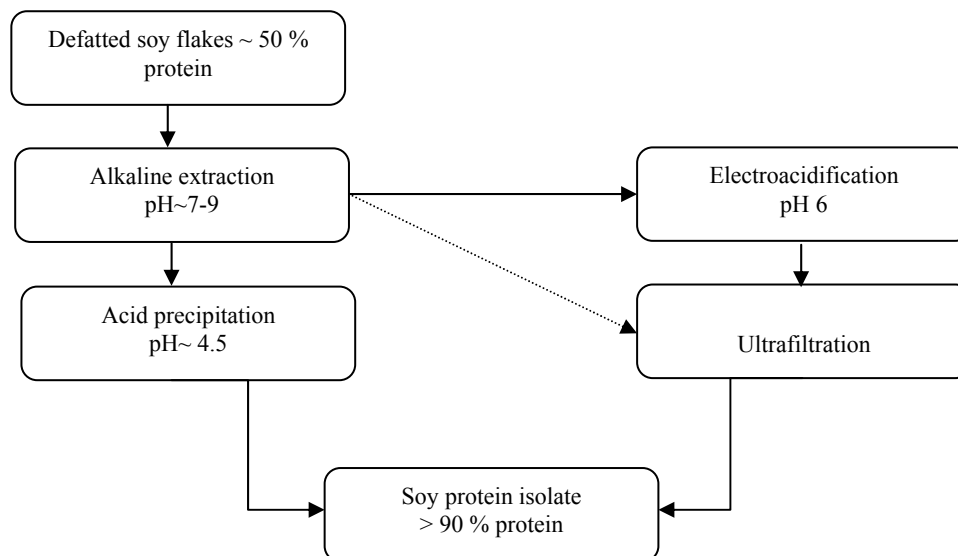 Defatted soy flakes ~ 50 %
protein
Alkaline extraction
pH~7-9
Electroacidification
pH 6
Acid precipitation
pH~ 4.5
Ultrafiltration
Soy protein isolate
> 90 % protein